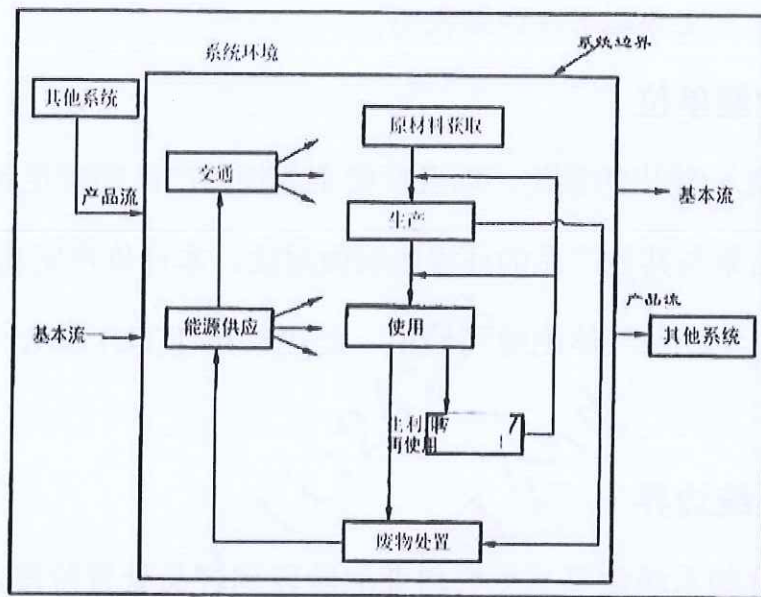 系统环境
系统边界
其他系统
原材料获取
交通
产品流
基本流
生产
产品流
基本流
能源供应
使用
其他系统
生利
再使用
废物处置